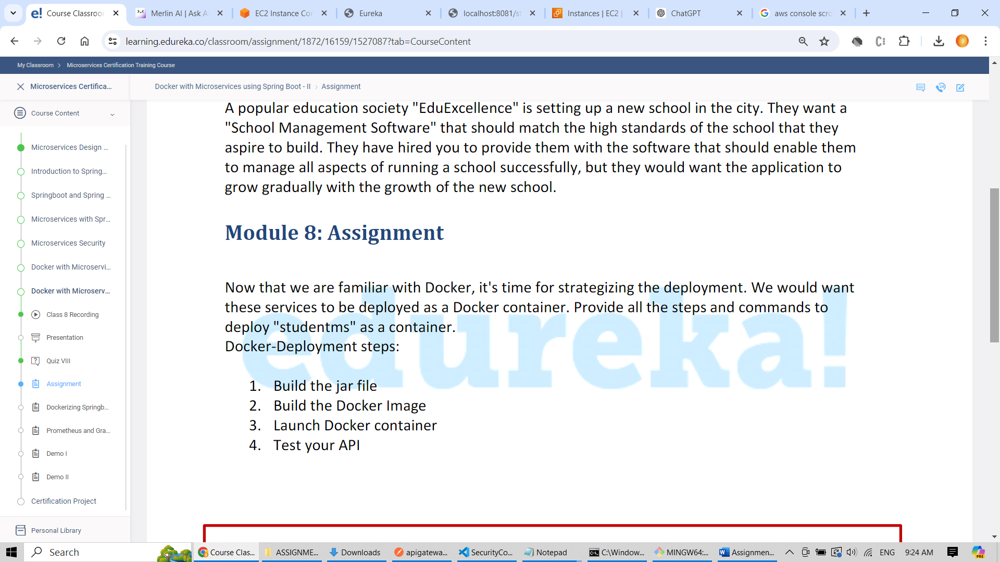 Course Classroor
Merlin AI | Ask A
EC2 Instance Cor
Eureka
localhost:8081/st
Instances | EC2 |
ChatGPT
aws console scro
learning.edureka.co/classroom/assignment/1872/16159/1527087?tab=CourseContent
My Classroom > Microservices Certification Training Course
Microservices Certifica...
Docker with Microservices using Spring Boot - II > Assignment
24
Course Content
Microservices Design ...
Introduction to Spring...
Springboot and Spring ...
Microservices with Spr...
Microservices Security
Docker with Microservi...
Docker with Microserv...
Class 8 Recording
Presentation
Quiz VIII
Assignment
Dockerizing Springb...
Prometheus and Gra...
Demo I
Demo II
Certification Project
Personal Library
A popular education society "EduExcellence" is setting up a new school in the city. They want a
"School Management Software" that should match the high standards of the school that they
aspire to build. They have hired you to provide them with the software that should enable them
to manage all aspects of running a school successfully, but they would want the application to
grow gradually with the growth of the new school.
Module 8: Assignment
Now that we are familiar with Docker, it's time for strategizing the deployment. We would want
these services to be deployed as a Docker container. Provide all the steps and commands to
deploy "studentms" as a container.
Docker-Deployment steps:
1. Build the jar file
2. Build the Docker Image
3. Launch Docker container
4. Test your API
edureka!
Search
Course Clas...
ASSIGNME...
Downloads
apigatewa...
SecurityCo...
Notepad
C:\Window...
MINGW64:...
Assignmen...
ENG
9:24 AM
PRE